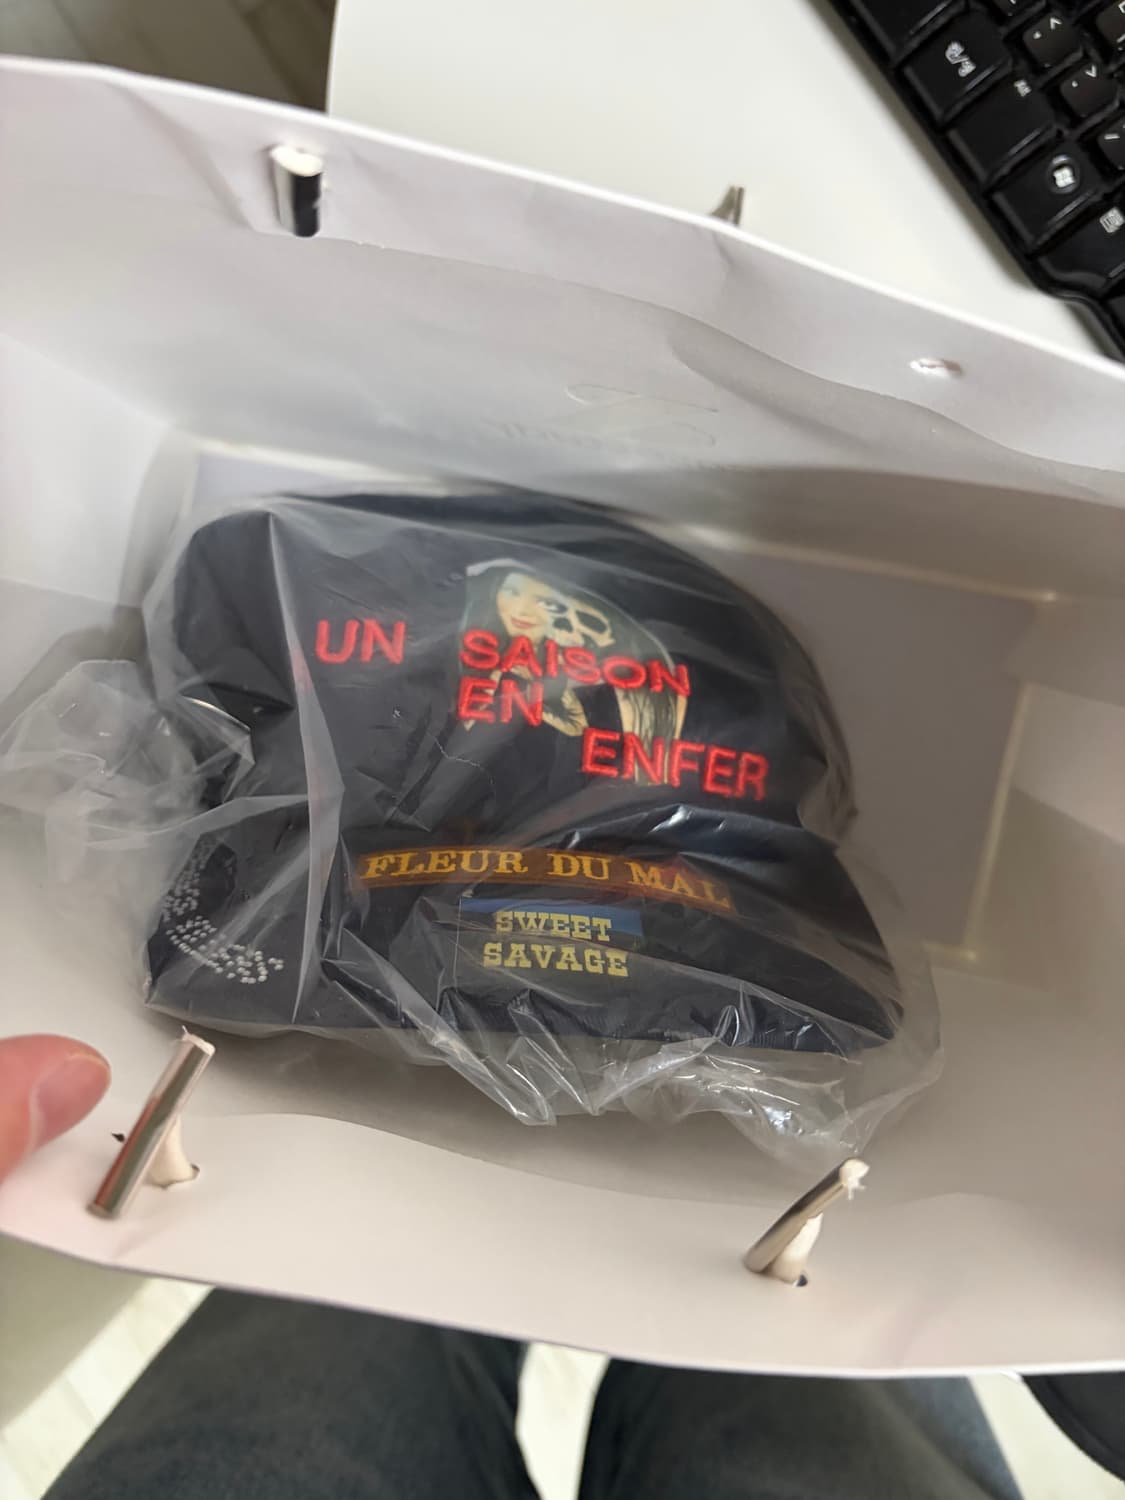 UN SAISON
EN
ENFER
FLEUR DU MAL
SWEET
SAVAGE